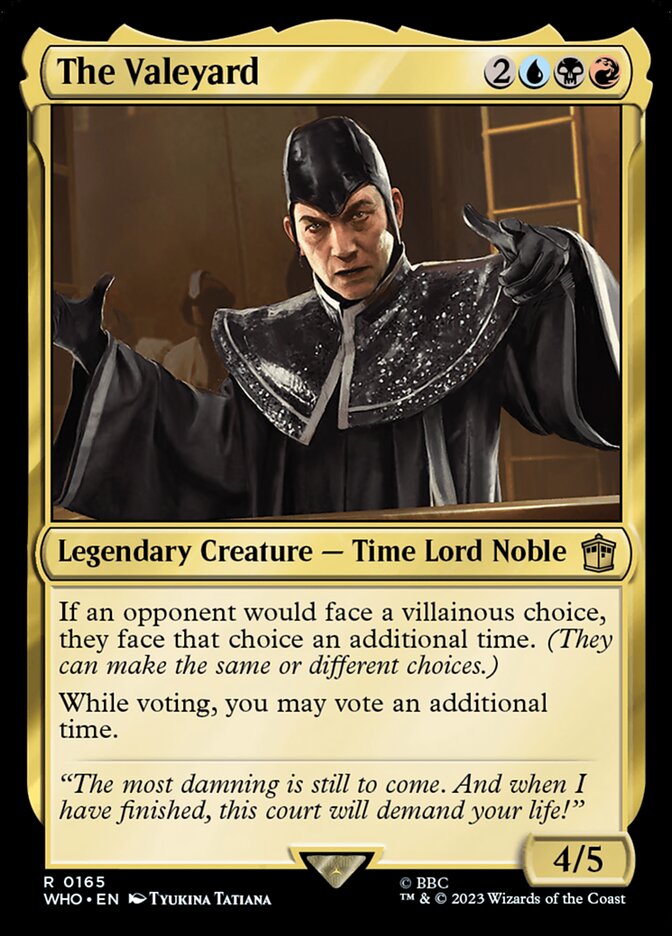 The Valeyard 2
Legendary Creature — Time Lord Noble
If an opponent would face a villainous choice,
they face that choice an additional time. (They
can make the same or different choices.)
While voting, you may vote an additional
time.
“The most damning is still to come. And when I
have finished, this court will demand your life!”
4/5
R 0165
WHO • EN Tyukina Tatiana
© BBC
™ & © 2023 Wizards of the Coast